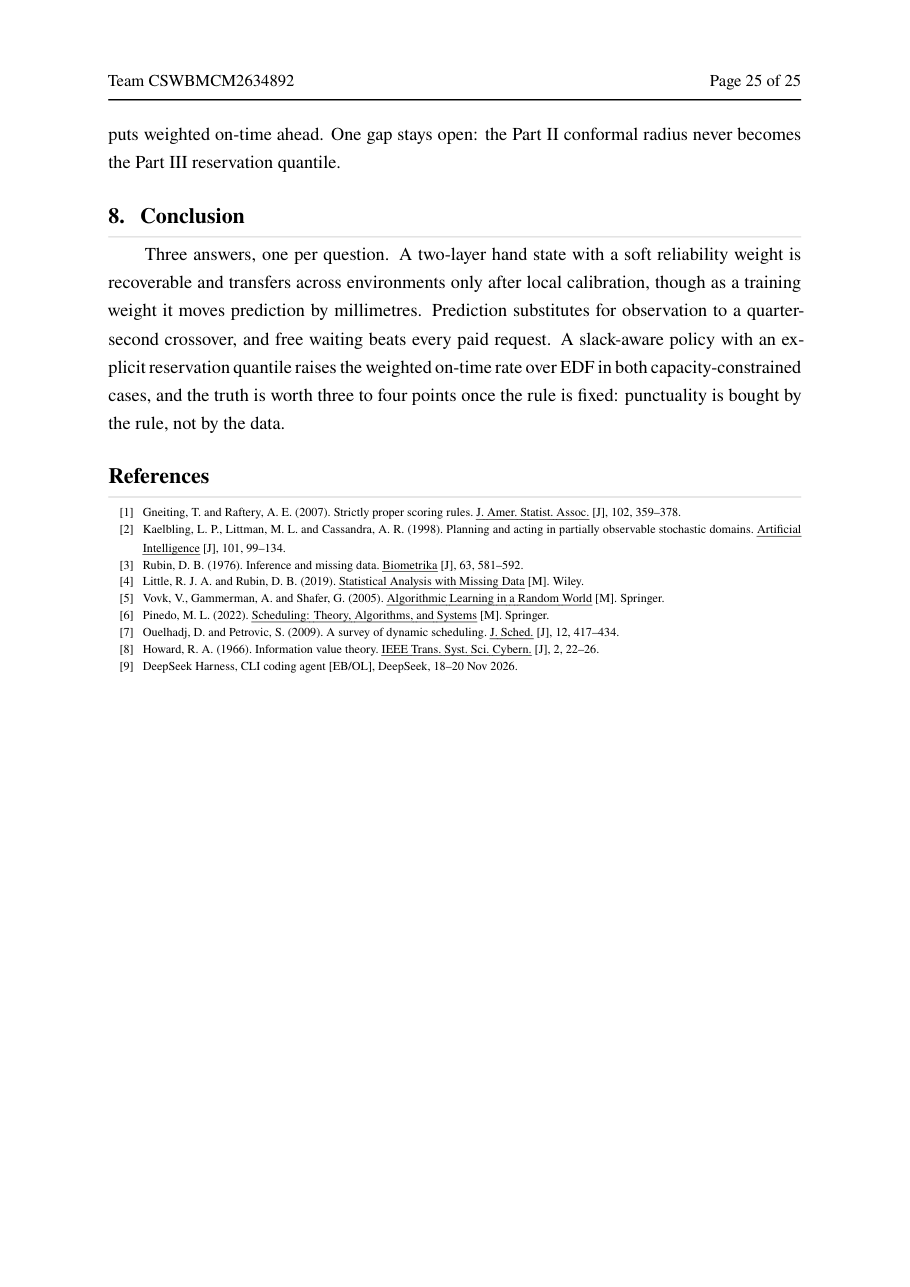 Team CSWBMCM2634892 Page 25 of 25
puts weighted on-time ahead. One gap stays open: the Part II conformal radius never becomes
the Part III reservation quantile.
8. Conclusion
Three answers, one per question. A two-layer hand state with a soft reliability weight is
recoverable and transfers across environments only after local calibration, though as a training
weight it moves prediction by millimetres. Prediction substitutes for observation to a quarter-
second crossover, and free waiting beats every paid request. A slack-aware policy with an ex-
plicit reservation quantile raises the weighted on-time rate over EDF in both capacity-constrained
cases, and the truth is worth three to four points once the rule is fixed: punctuality is bought by
the rule, not by the data.
References
[1] Gneiting, T. and Raftery, A. E. (2007). Strictly proper scoring rules. J. Amer. Statist. Assoc. [J], 102, 359–378.
[2] Kaelbling, L. P., Littman, M. L. and Cassandra, A. R. (1998). Planning and acting in partially observable stochastic domains. Artificial
Intelligence [J], 101, 99–134.
[3] Rubin, D. B. (1976). Inference and missing data. Biometrika [J], 63, 581–592.
[4] Little, R. J. A. and Rubin, D. B. (2019). Statistical Analysis with Missing Data [M]. Wiley.
[5] Vovk, V., Gammerman, A. and Shafer, G. (2005). Algorithmic Learning in a Random World [M]. Springer.
[6] Pinedo, M. L. (2022). Scheduling: Theory, Algorithms, and Systems [M]. Springer.
[7] Ouelhadj, D. and Petrovic, S. (2009). A survey of dynamic scheduling. J. Sched. [J], 12, 417–434.
[8] Howard, R. A. (1966). Information value theory. IEEE Trans. Syst. Sci. Cybern. [J], 2, 22–26.
[9] DeepSeek Harness, CLI coding agent [EB/OL], DeepSeek, 18–20 Nov 2026.